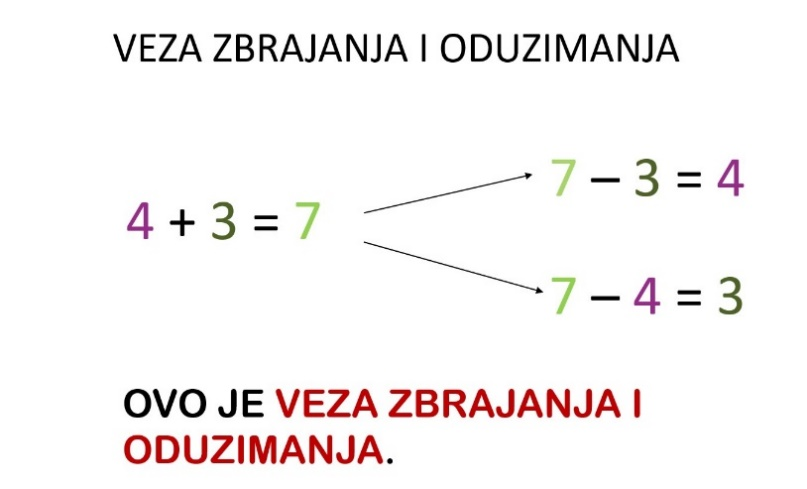 VEZA ZBRAJANJA I ODUZIMANJA
4 + 3 = 7
7 – 3 = 4
7 – 4 = 3
OVO JE VEZA ZBRAJANJA I
ODUZIMANJA.